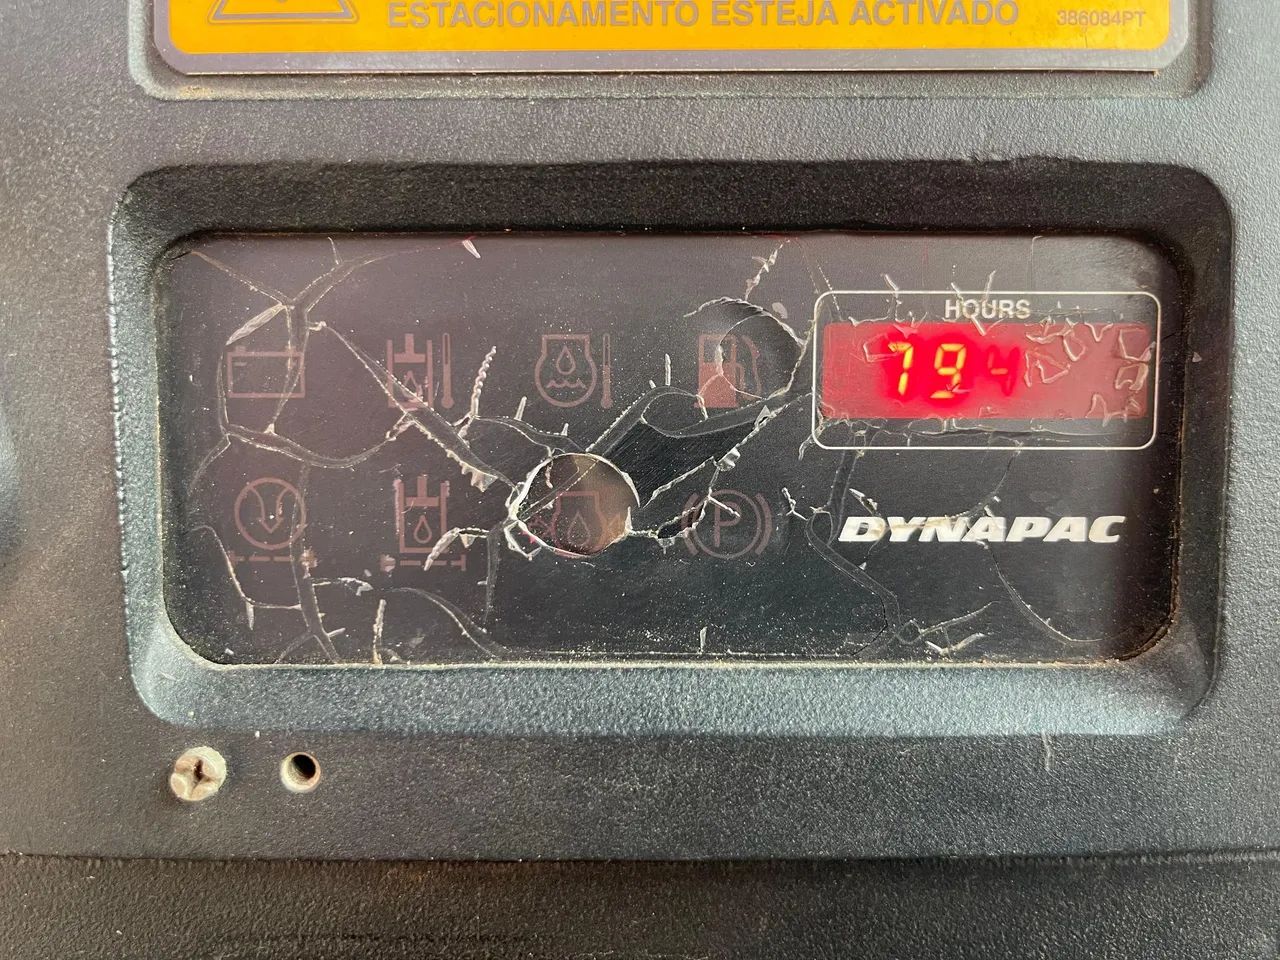 ESTACIONAMENTO ESTEJA ACTIVADO
386084PT
HOURS
794
P
DYNAPAC